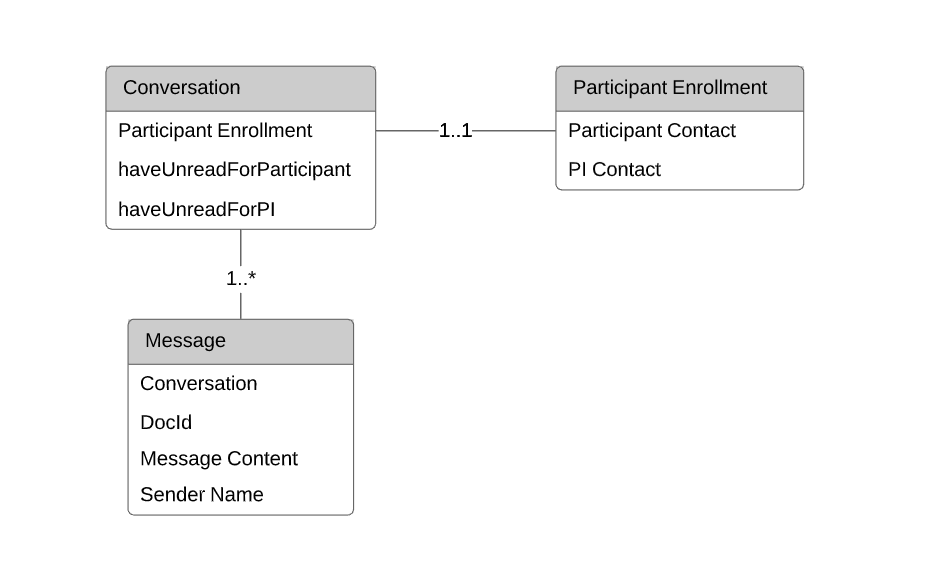 Conversation
Participant Enrollment
haveUnreadForParticipant
haveUnreadForPI
1..1
Participant Enrollment
Participant Contact
PI Contact
1..*
Message
Conversation
DocId
Message Content
Sender Name